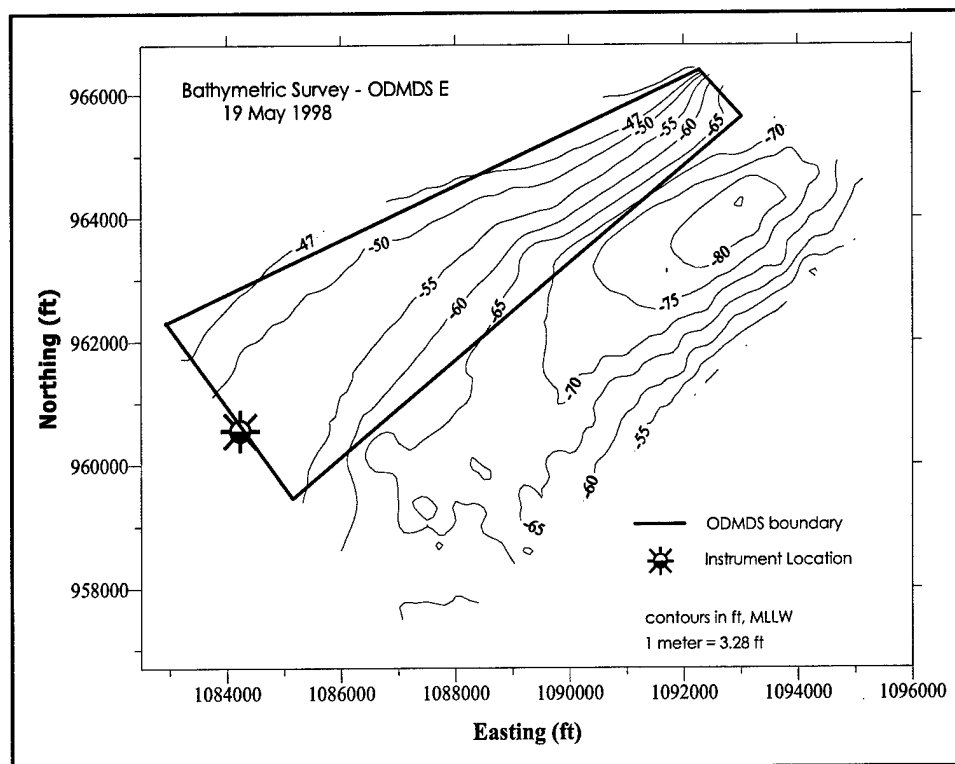 Bathymetric Survey - ODMDS E
19 May 1998
966000
964000
962000
960000
958000
Northing (ft)
-47
-50
-55
-60
-65
-70
-47
-50
-55
-60
-65
-80
-75
-70
-55
-60
-65
ODMDS boundary
Instrument Location
contours in ft, MLLW
1 meter = 3.28 ft
1084000 1086000 1088000 1090000 1092000 1094000 1096000
Easting (ft)